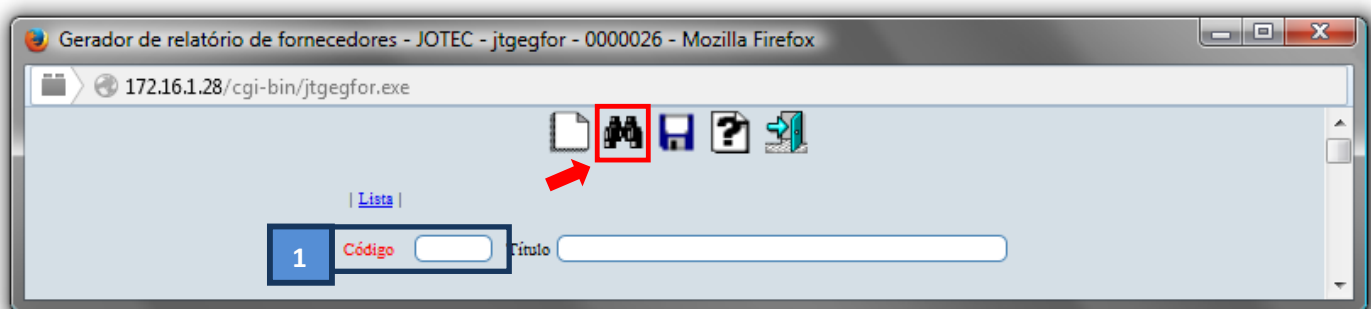 Gerador de relatório de fornecedores - JOTEC - jtgegfor - 0000026 - Mozilla Firefox
172.16.1.28/cgi-bin/jtgegfor.exe
| Lista |
1 Código Título